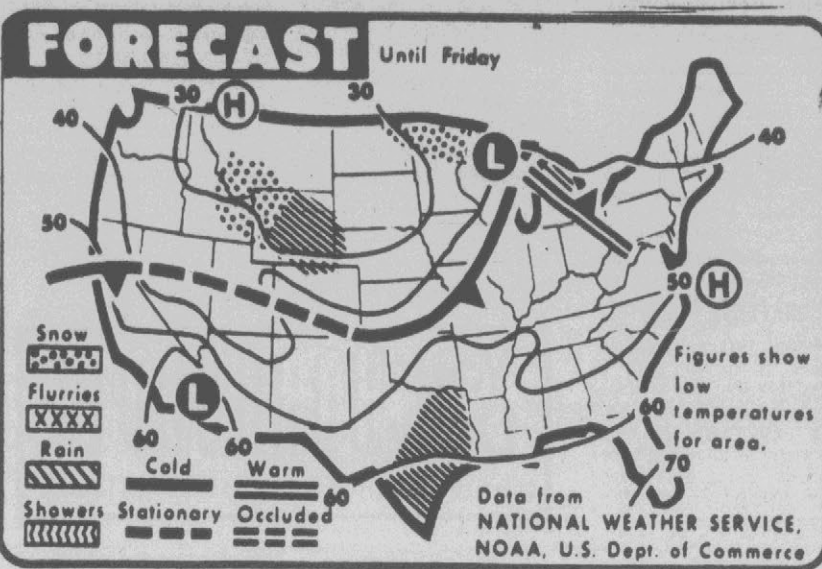 FORECAST Until Friday
30 H 30
40
L
40
50
50 H
Snow
Flurries
XXXX
Rain
Showers
L
60
60
Cold
Warm
Stationary
Occluded
60
Figures show
low
temperatures
for area.
60
70
Data from
NATIONAL WEATHER SERVICE,
NOAA, U.S. Dept. of Commerce